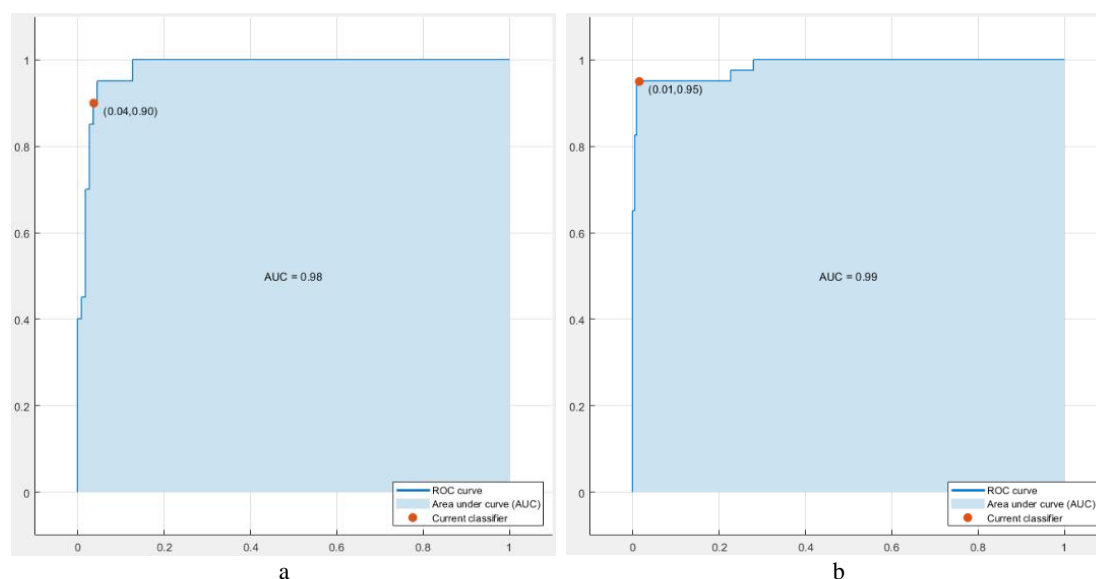 1
0.8
0.6
0.4
0.2
0
(0.04,0.90)
AUC = 0.98
ROC curve
Area under curve (AUC)
Current classifier
0 0.2 0.4 0.6 0.8 1
a
1
0.8
0.6
0.4
0.2
0
(0.01,0.95)
AUC = 0.99
ROC curve
Area under curve (AUC)
Current classifier
0 0.2 0.4 0.6 0.8 1
b